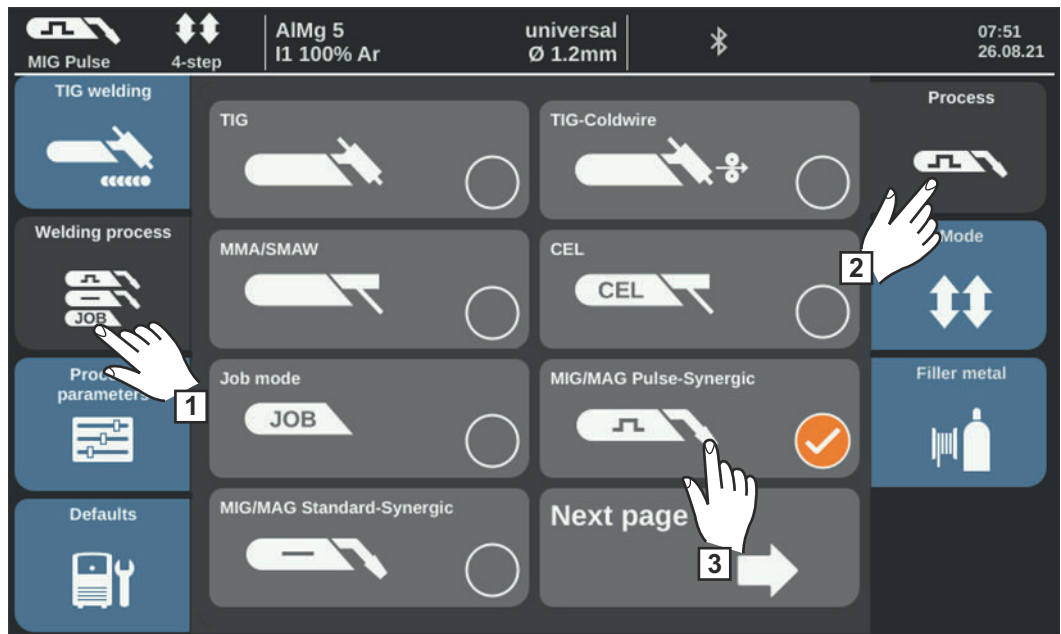 MIG Pulse
4-step
AlMg 5
I1 100% Ar
universal
Ø 1.2mm
07:51
26.08.21
TIG welding
Welding process
JOB
1
parameters
Defaults
TIG
TIG-Coldwire
MMA/SMAW
CEL
CEL
Job mode
JOB
MIG/MAG Pulse-Synergic
MIG/MAG Standard-Synergic
Next page
3
Process
2
Mode
Filler metal